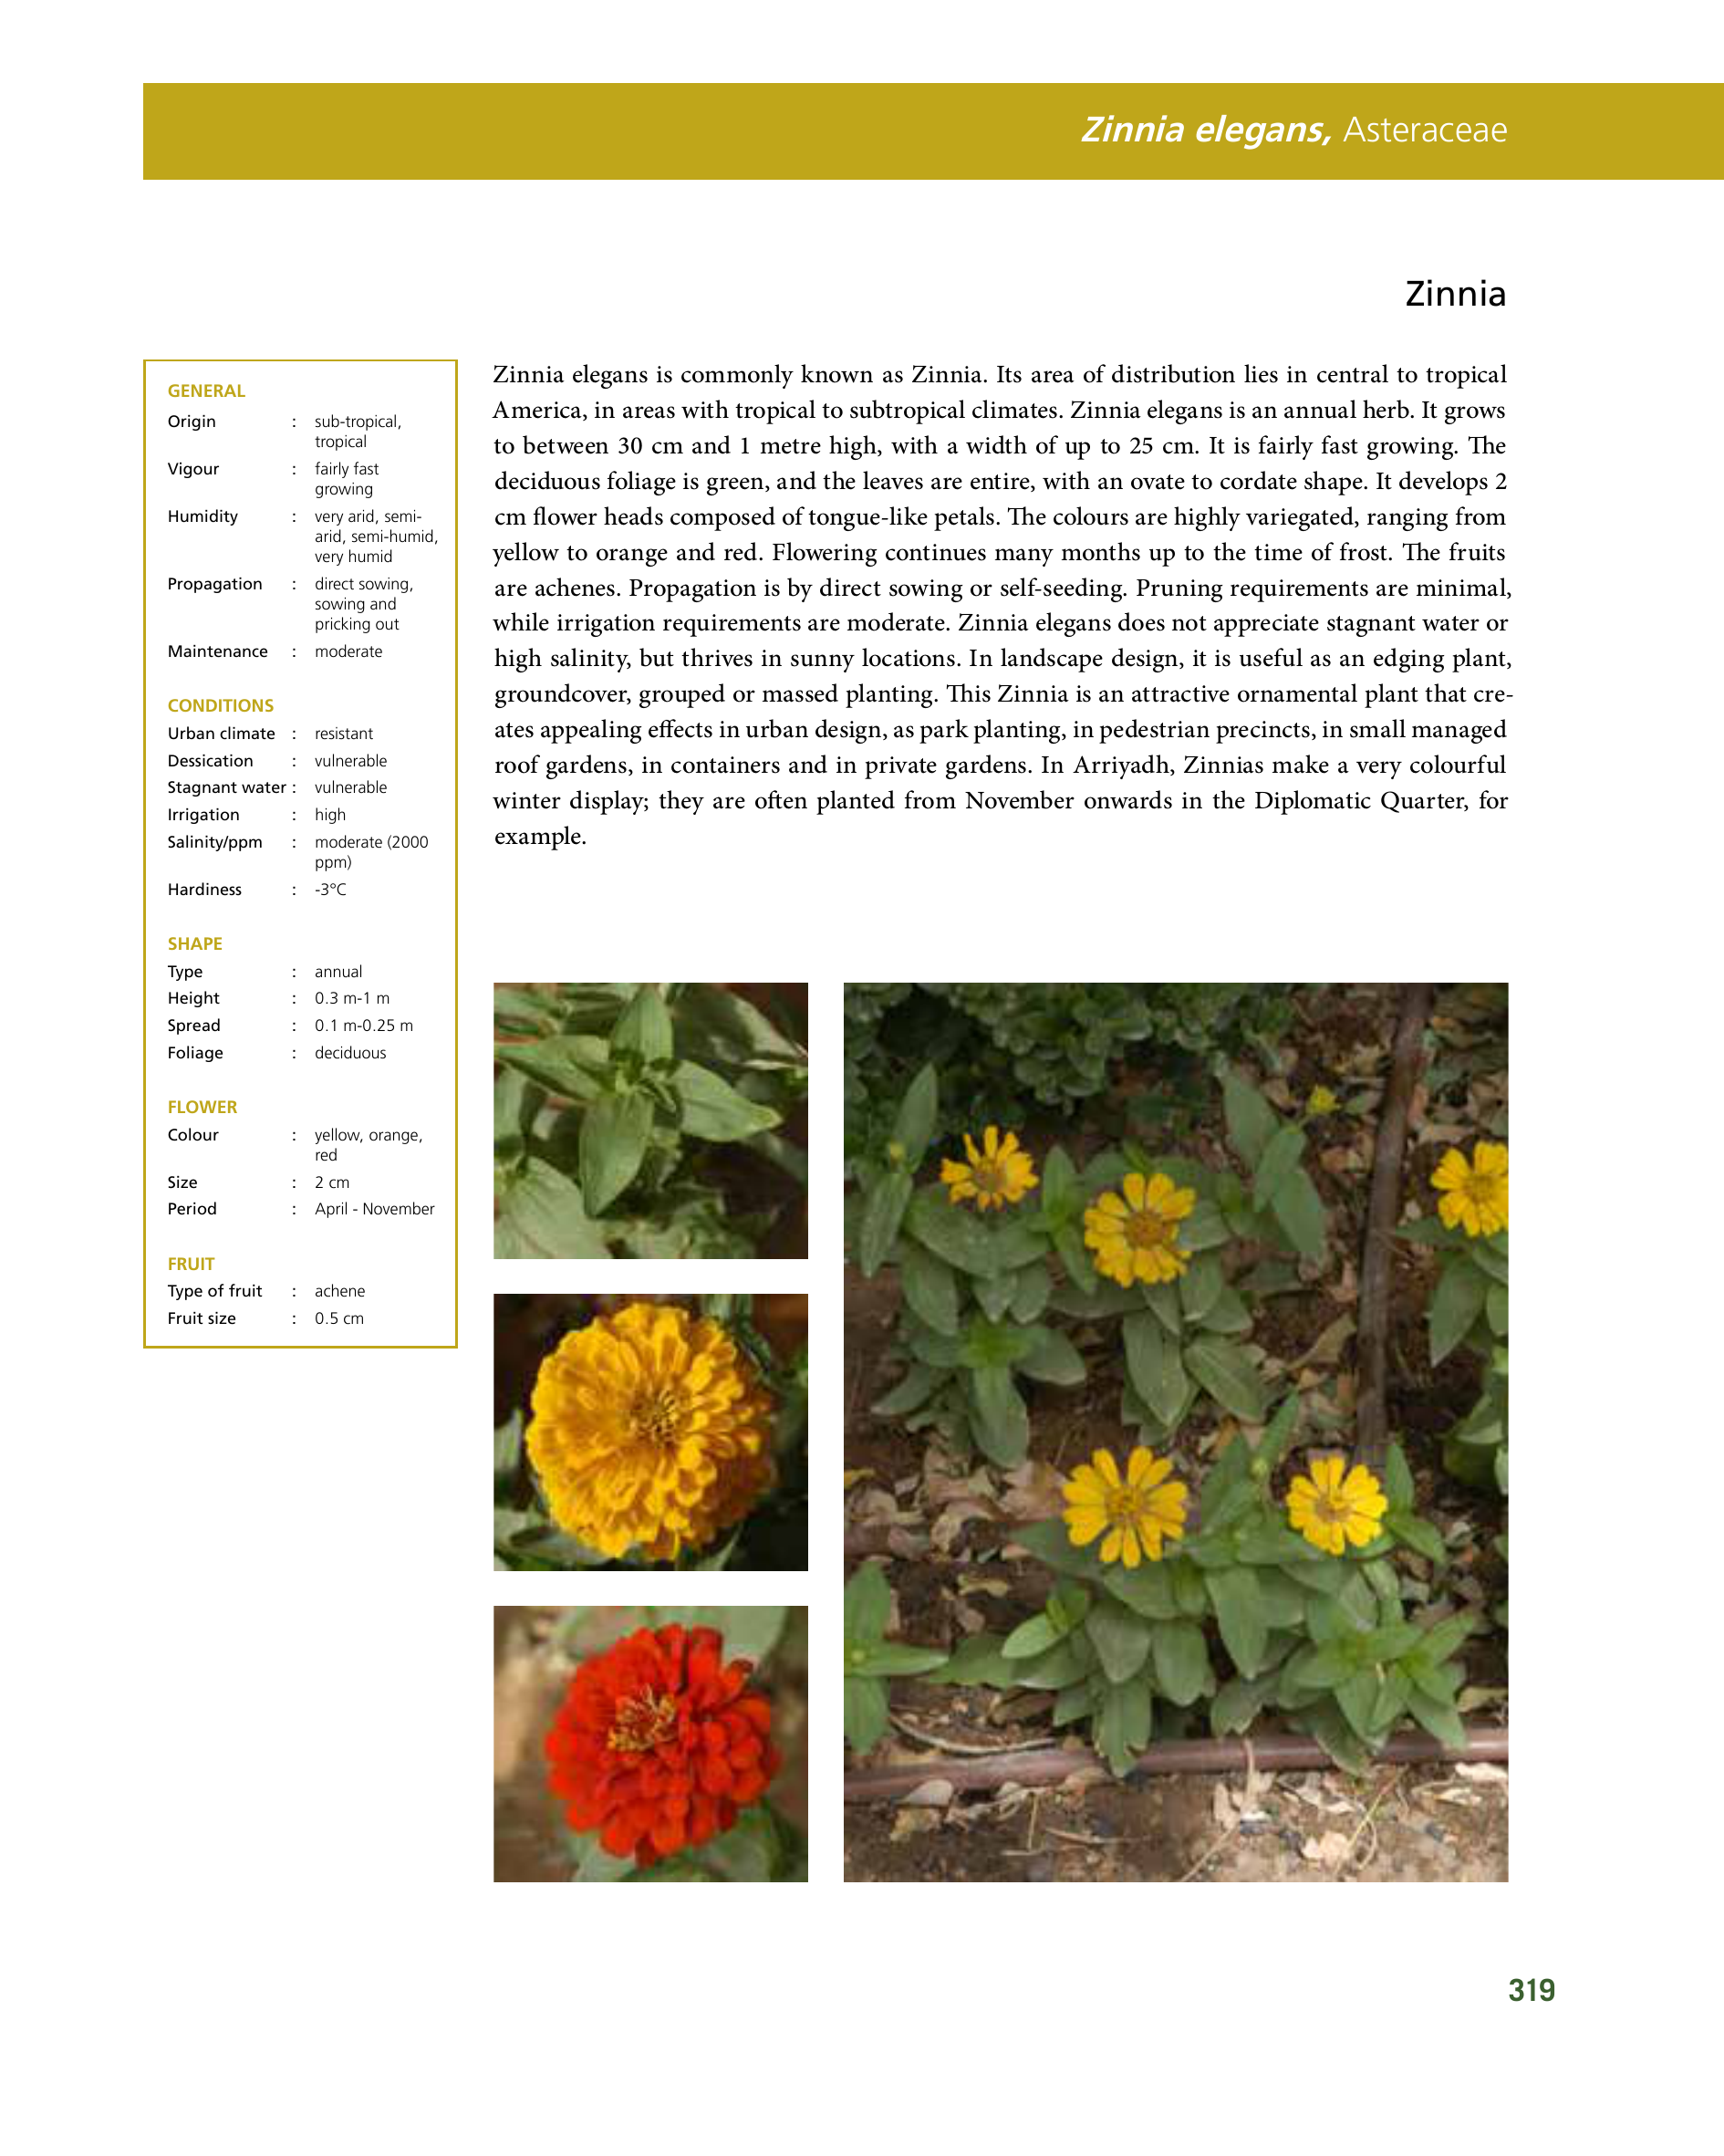 Zinnia elegans, Asteraceae
Zinnia
GENERAL
Origin : sub-tropical,
tropical
Vigour : fairly fast
growing
Humidity : very arid, semi-
arid, semi-humid,
very humid
Propagation : direct sowing,
sowing and
pricking out
Maintenance : moderate
CONDITIONS
Urban climate : resistant
Dessication : vulnerable
Stagnant water : vulnerable
Irrigation : high
Salinity/ppm : moderate (2000
ppm)
Hardiness : -3°C
SHAPE
Type : annual
Height : 0.3 m-1 m
Spread : 0.1 m-0.25 m
Foliage : deciduous
FLOWER
Colour : yellow, orange,
red
Size : 2 cm
Period : April - November
FRUIT
Type of fruit : achene
Fruit size : 0.5 cm
Zinnia elegans is commonly known as Zinnia. Its area of distribution lies in central to tropical
America, in areas with tropical to subtropical climates. Zinnia elegans is an annual herb. It grows
to between 30 cm and 1 metre high, with a width of up to 25 cm. It is fairly fast growing. The
deciduous foliage is green, and the leaves are entire, with an ovate to cordate shape. It develops 2
cm flower heads composed of tongue-like petals. The colours are highly variegated, ranging from
yellow to orange and red. Flowering continues many months up to the time of frost. The fruits
are achenes. Propagation is by direct sowing or self-seeding. Pruning requirements are minimal,
while irrigation requirements are moderate. Zinnia elegans does not appreciate stagnant water or
high salinity, but thrives in sunny locations. In landscape design, it is useful as an edging plant,
groundcover, grouped or massed planting. This Zinnia is an attractive ornamental plant that cre-
ates appealing effects in urban design, as park planting, in pedestrian precincts, in small managed
roof gardens, in containers and in private gardens. In Arriyadh, Zinnias make a very colourful
winter display; they are often planted from November onwards in the Diplomatic Quarter, for
example.
319